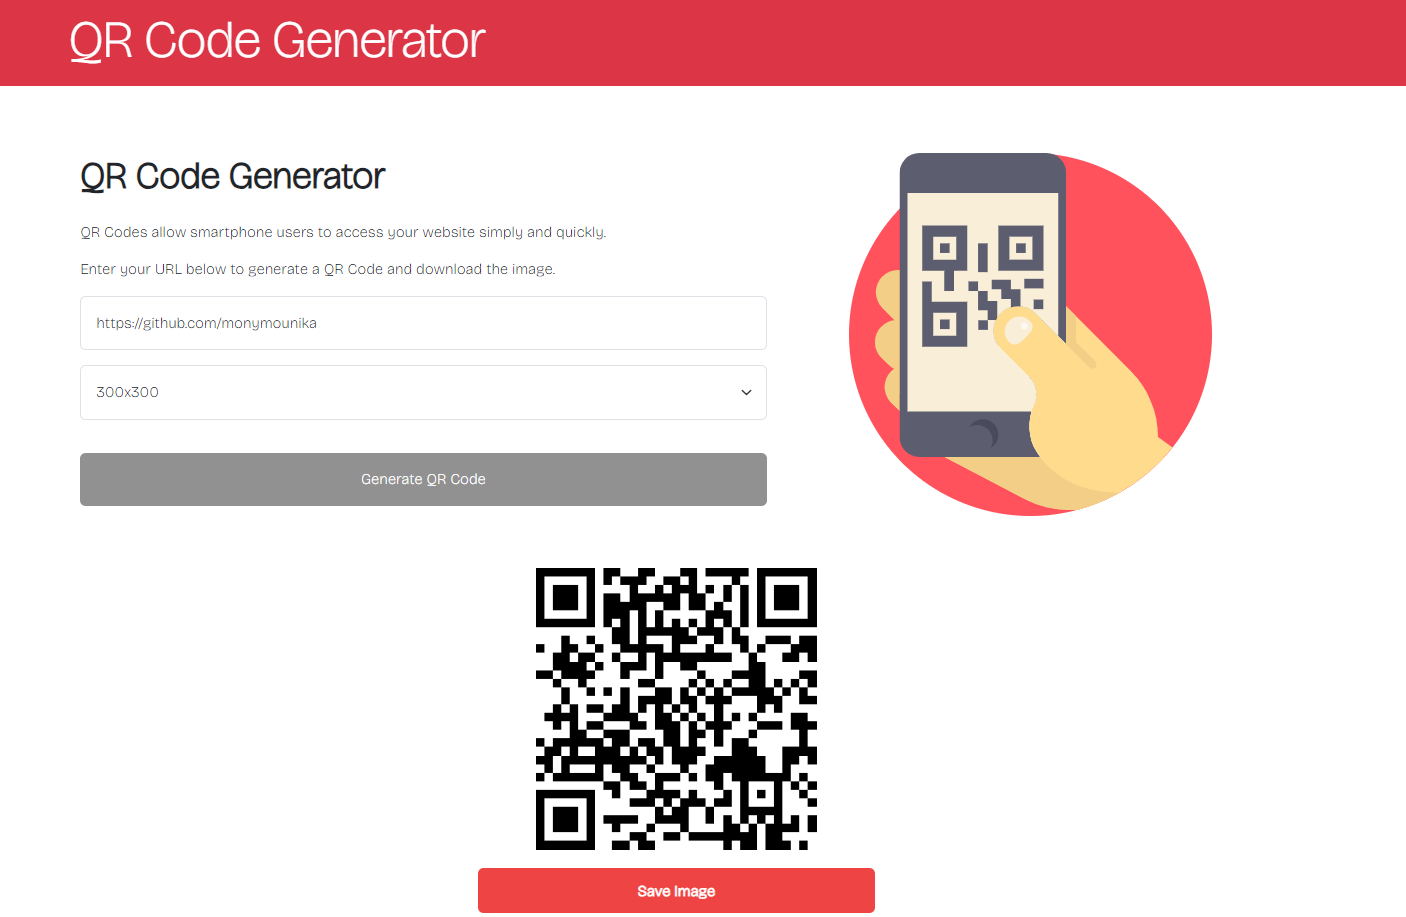 QR Code Generator
QR Code Generator
QR Codes allow smartphone users to access your website simply and quickly.
Enter your URL below to generate a QR Code and download the image.
https://github.com/monymounika
300x300
Generate QR Code
Save Image